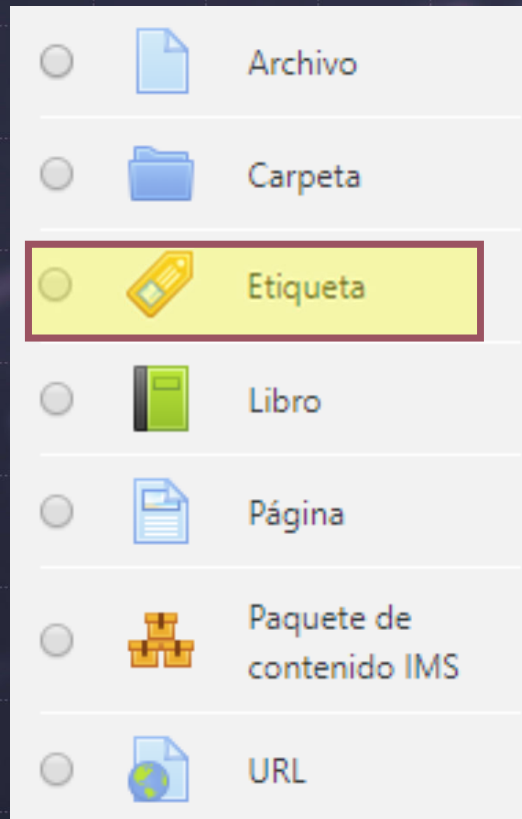 Archivo
Carpeta
Etiqueta
Libro
Página
Paquete de
contenido IMS
URL